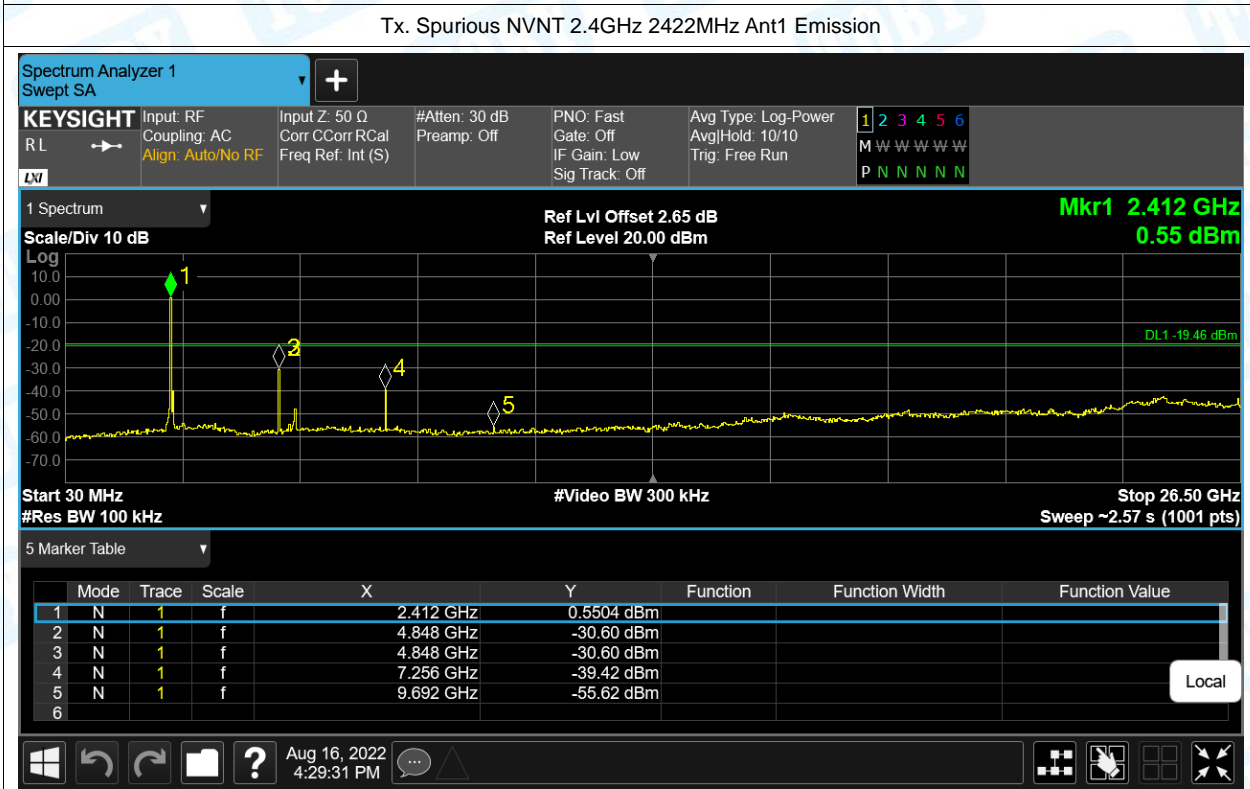 Tx. Spurious NVNT 2.4GHz 2422MHz Ant1 Emission
Spectrum Analyzer 1
Swept SA
KEYSIGHT Input: RF Input Z: 50 Ω #Atten: 30 dB PNO: Fast Avg Type: Log-Power 1 2 3 4 5 6
RL Coupling: AC Corr CCorr RCal Preamp: Off Gate: Off Avg|Hold: 10/10 M W W W W W
Align: Auto/No RF Freq Ref: Int (S) IF Gain: Low Trig: Free Run
LXI Sig Track: Off P N N N N N
1 Spectrum Ref Lvl Offset 2.65 dB Mkr1 2.412 GHz
Scale/Div 10 dB Ref Level 20.00 dBm 0.55 dBm
Log
10.0 1
0.00
-10.0
DL1 -19.46 dBm
-20.0 3
-30.0 4
-40.0
-50.0 5
-60.0
-70.0
Start 30 MHz #Video BW 300 kHz Stop 26.50 GHz
#Res BW 100 kHz Sweep ~2.57 s (1001 pts)
5 Marker Table
Mode Trace Scale X Y Function Function Width Function Value
1 N 1 f 2.412 GHz 0.5504 dBm
2 N 1 f 4.848 GHz -30.60 dBm
3 N 1 f 4.848 GHz -30.60 dBm
4 N 1 f 7.256 GHz -39.42 dBm
5 N 1 f 9.692 GHz -55.62 dBm
6
Local
? Aug 16, 2022
4:29:31 PM